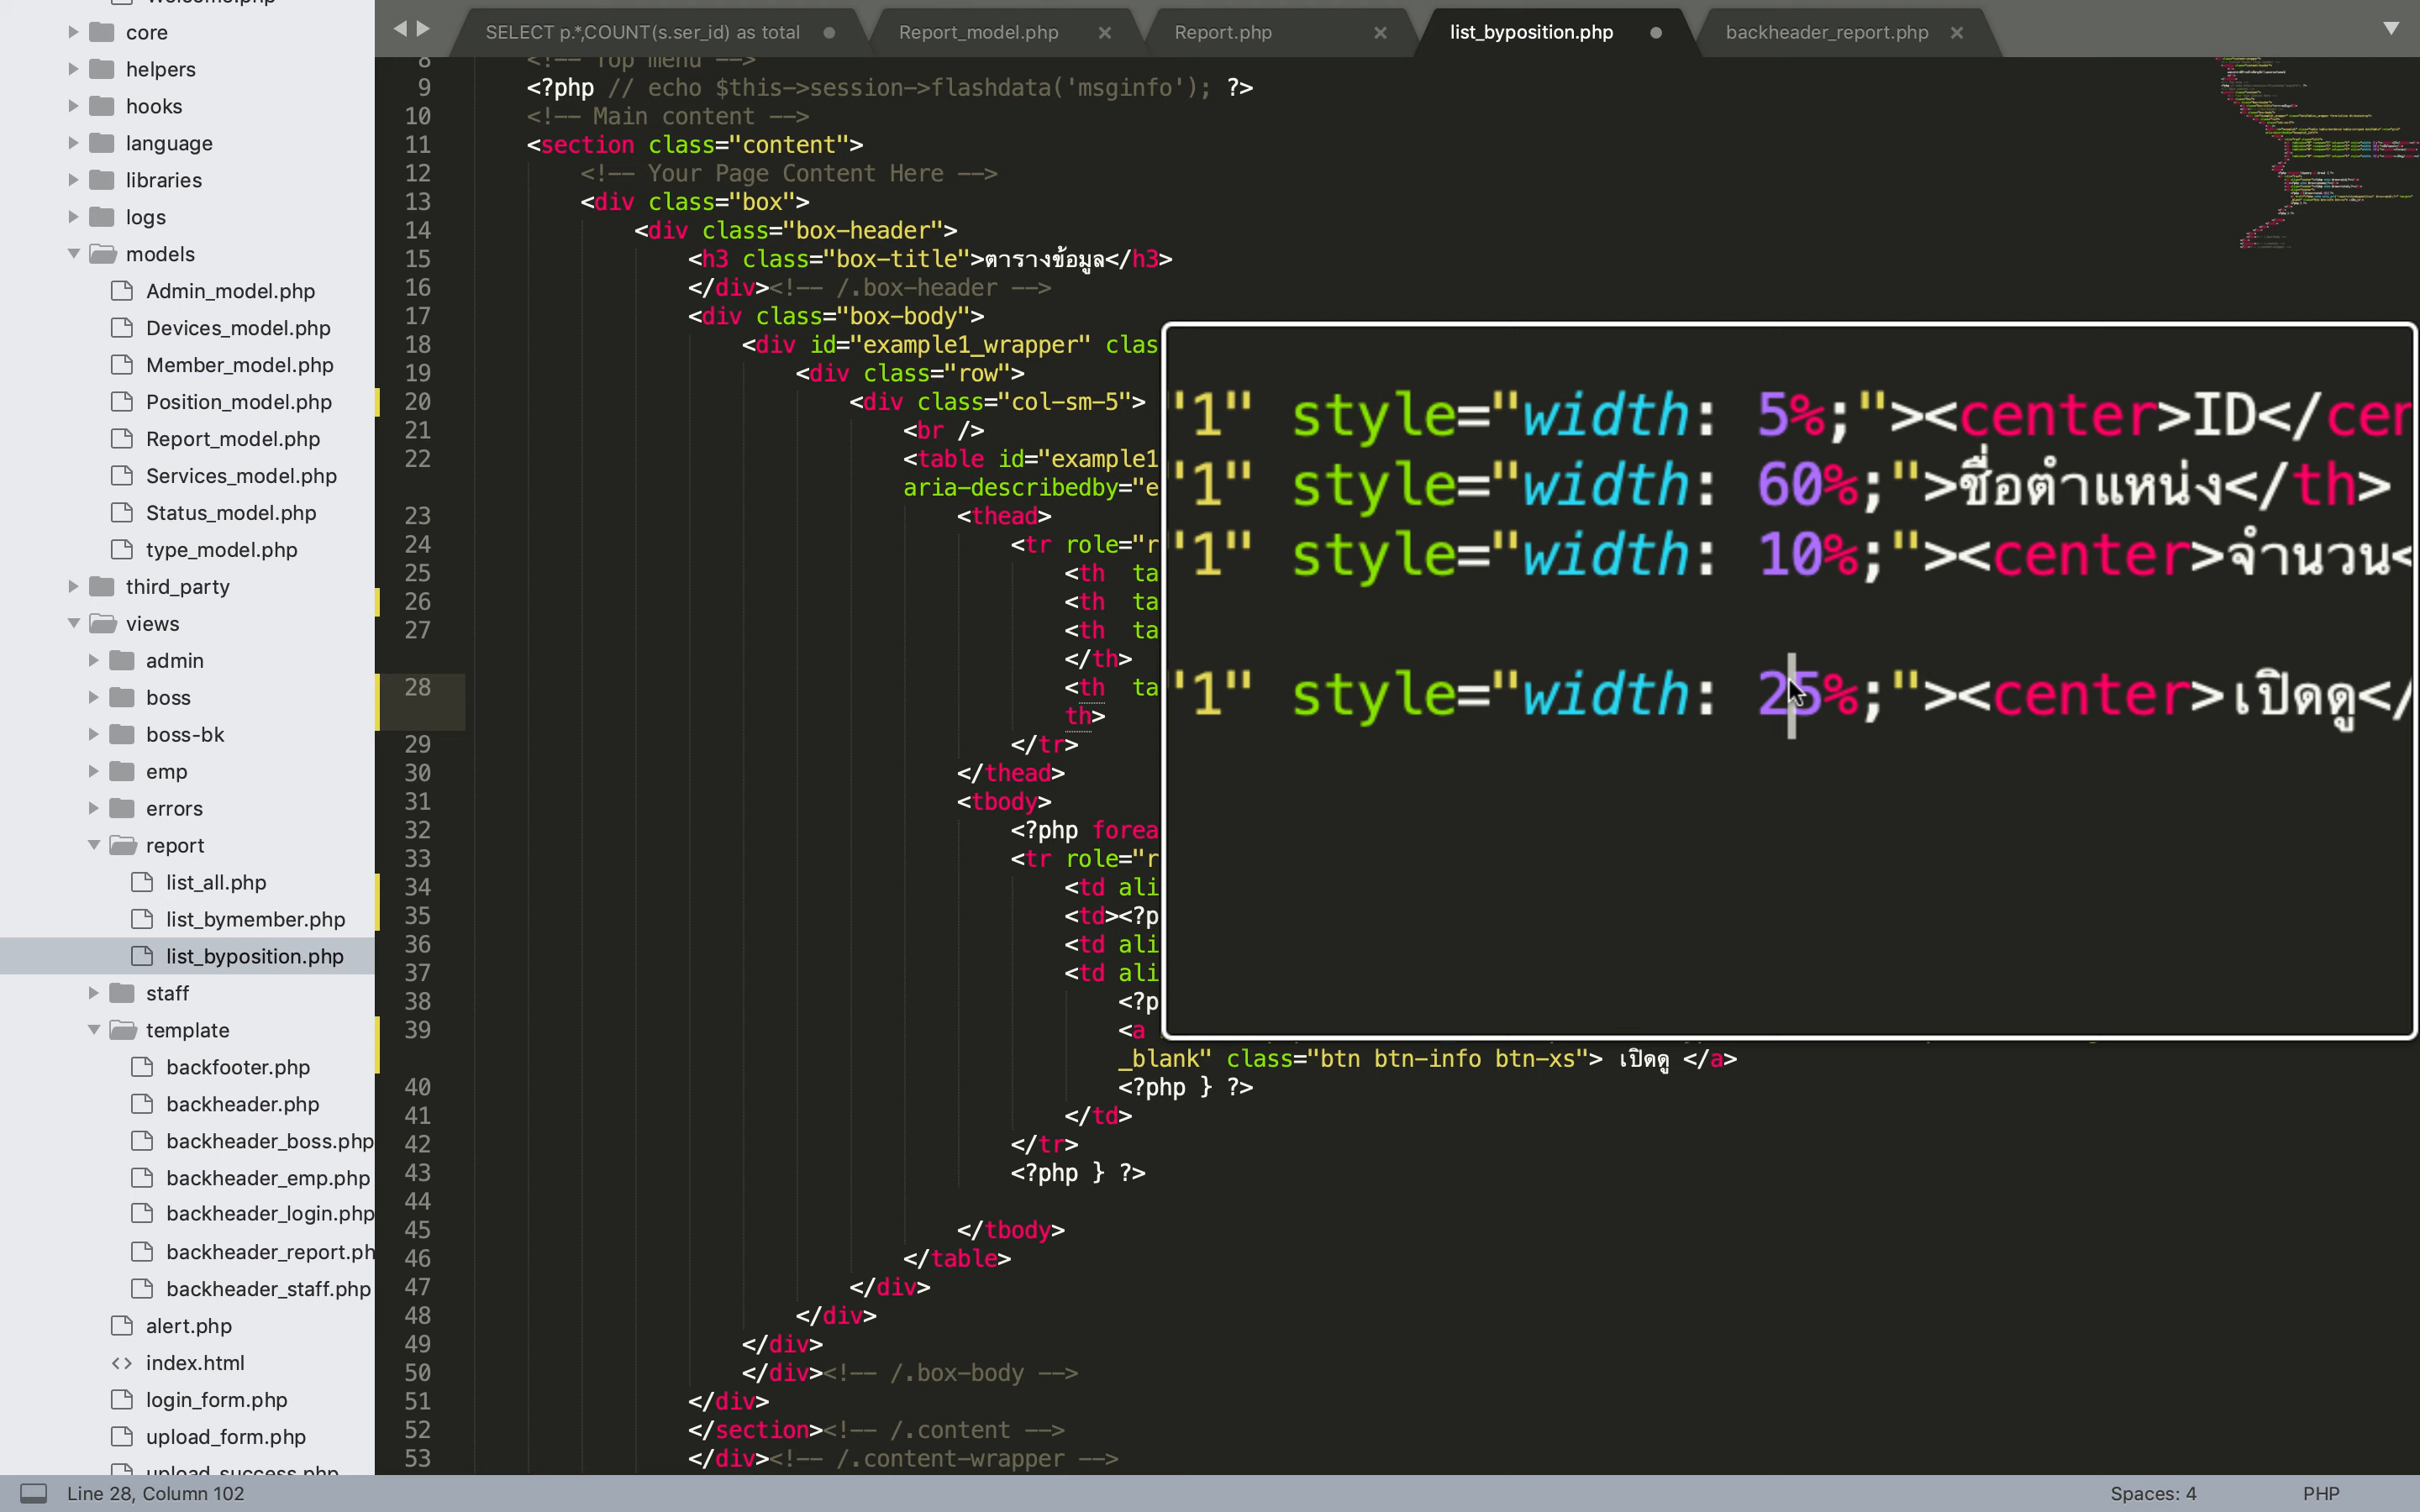 core
helpers
hooks
language
libraries
logs
models
Admin_model.php
Devices_model.php
Member_model.php
Position_model.php
Report_model.php
Services_model.php
Status_model.php
type_model.php
third_party
views
admin
boss
boss-bk
emp
errors
report
list_all.php
list_bymember.php
list_byposition.php
staff
template
backfooter.php
backheader.php
backheader_boss.php
backheader_emp.php
backheader_login.php
backheader_report.ph
backheader_staff.php
alert.php
index.html
login_form.php
upload_form.php
upload_success.php
SELECT p.*,COUNT(s.ser_id) as total
Report_model.php
Report.php
list_byposition.php
backheader_report.php
8 <!-- Top menu -->
9 <?php // echo $this->session->flashdata('msginfo'); ?>
10 <!-- Main content -->
11 <section class="content">
12 <!-- Your Page Content Here -->
13 <div class="box">
14 <div class="box-header">
15 <h3 class="box-title">ตารางข้อมูล</h3>
16 </div><!-- /.box-header -->
17 <div class="box-body">
18 <div id="example1_wrapper" clas
19 <div class="row">
20 <div class="col-sm-5">
21 <br />
22 <table id="example1
aria-describedby="e
23 <thead>
24 <tr role="r
25 <th ta
26 <th ta
27 <th ta
</th>
28 <th ta
th>
29 </tr>
30 </thead>
31 <tbody>
32 <?php forea
33 <tr role="r
34 <td ali
35 <td><?p
36 <td ali
37 <td ali
38 <?p
39 <a
_blank" class="btn btn-info btn-xs"> เปิดดู </a>
40 <?php } ?>
41 </td>
42 </tr>
43 <?php } ?>
44
45 </tbody>
46 </table>
47 </div>
48 </div>
49 </div>
50 </div><!-- /.box-body -->
51 </div>
52 </section><!-- /.content -->
53 </div><!-- /.content-wrapper -->
"1" style="width: 5%;"><center>ID</cen
"1" style="width: 60%;">ชื่อตำแหน่ง</th>
"1" style="width: 10%;"><center>จำนวน<
"1" style="width: 25%;"><center>เปิดดู</
Line 28, Column 102
Spaces: 4
PHP